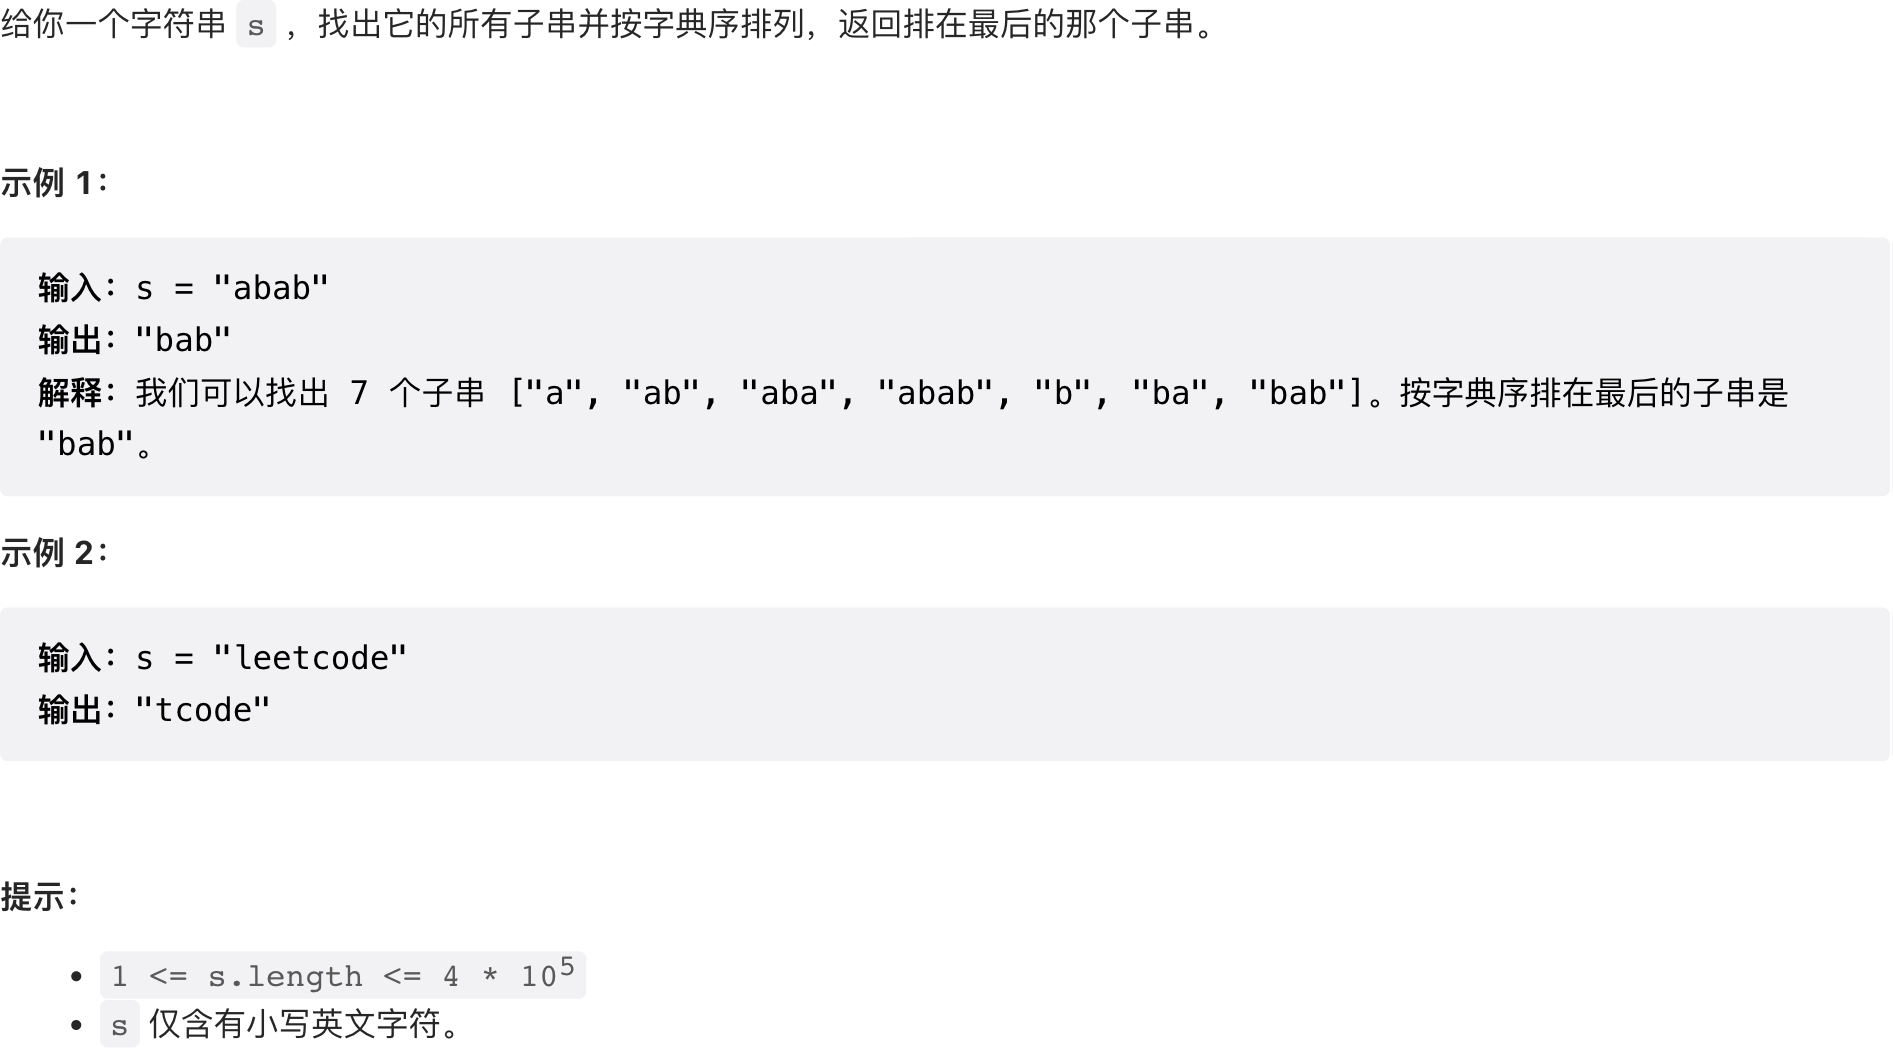 给你一个字符串 s ，找出它的所有子串并按字典序排列，返回排在最后的那个子串。
示例 1：
输入：s = "abab"
输出："bab"
解释：我们可以找出 7 个子串 ["a", "ab", "aba", "abab", "b", "ba", "bab"]。按字典序排在最后的子串是
"bab"。
示例 2：
输入：s = "leetcode"
输出："tcode"
提示：
• 1 <= s.length <= 4 * 10⁵
• s 仅含有小写英文字符。